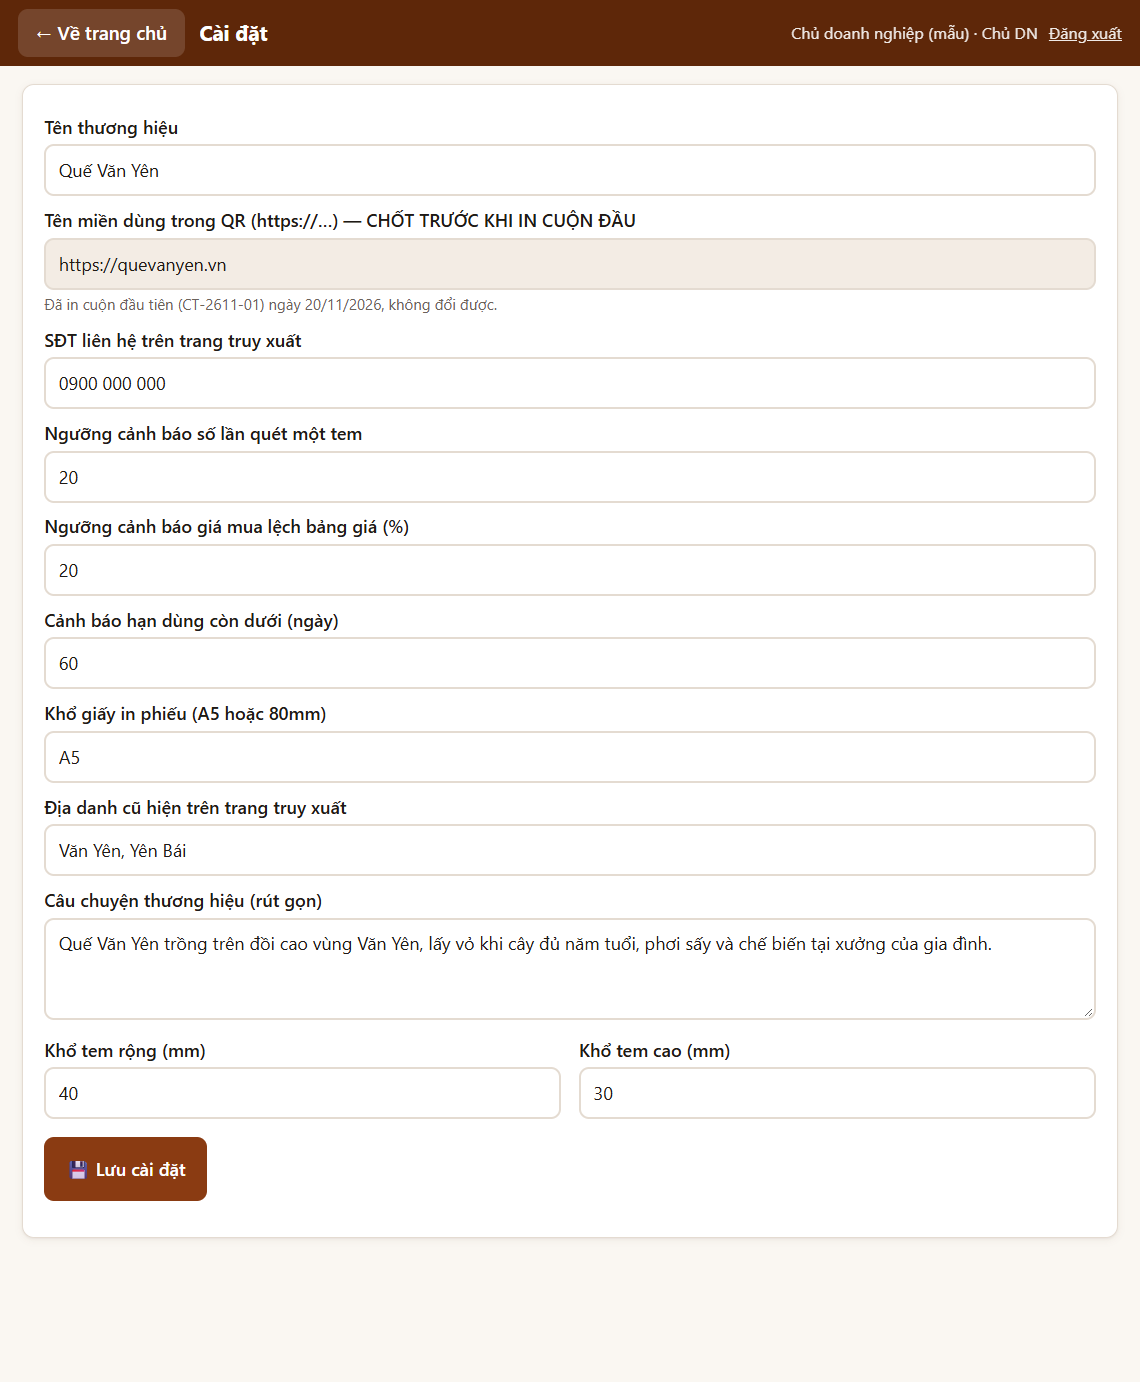 ← Về trang chủ
Cài đặt
Chủ doanh nghiệp (mẫu) · Chủ DN Đăng xuất
Tên thương hiệu
Quế Văn Yên
Tên miền dùng trong QR (https://...) — CHỐT TRƯỚC KHI IN CUỘN ĐẦU
https://quevanyen.vn
Đã in cuộn đầu tiên (CT-2611-01) ngày 20/11/2026, không đổi được.
SĐT liên hệ trên trang truy xuất
0900 000 000
Ngưỡng cảnh báo số lần quét một tem
20
Ngưỡng cảnh báo giá mua lệch bảng giá (%)
20
Cảnh báo hạn dùng còn dưới (ngày)
60
Khổ giấy in phiếu (A5 hoặc 80mm)
A5
Địa danh cũ hiện trên trang truy xuất
Văn Yên, Yên Bái
Câu chuyện thương hiệu (rút gọn)
Quế Văn Yên trồng trên đồi cao vùng Văn Yên, lấy vỏ khi cây đủ năm tuổi, phơi sấy và chế biến tại xưởng của gia đình.
Khổ tem rộng (mm)
40
Khổ tem cao (mm)
30
💾 Lưu cài đặt